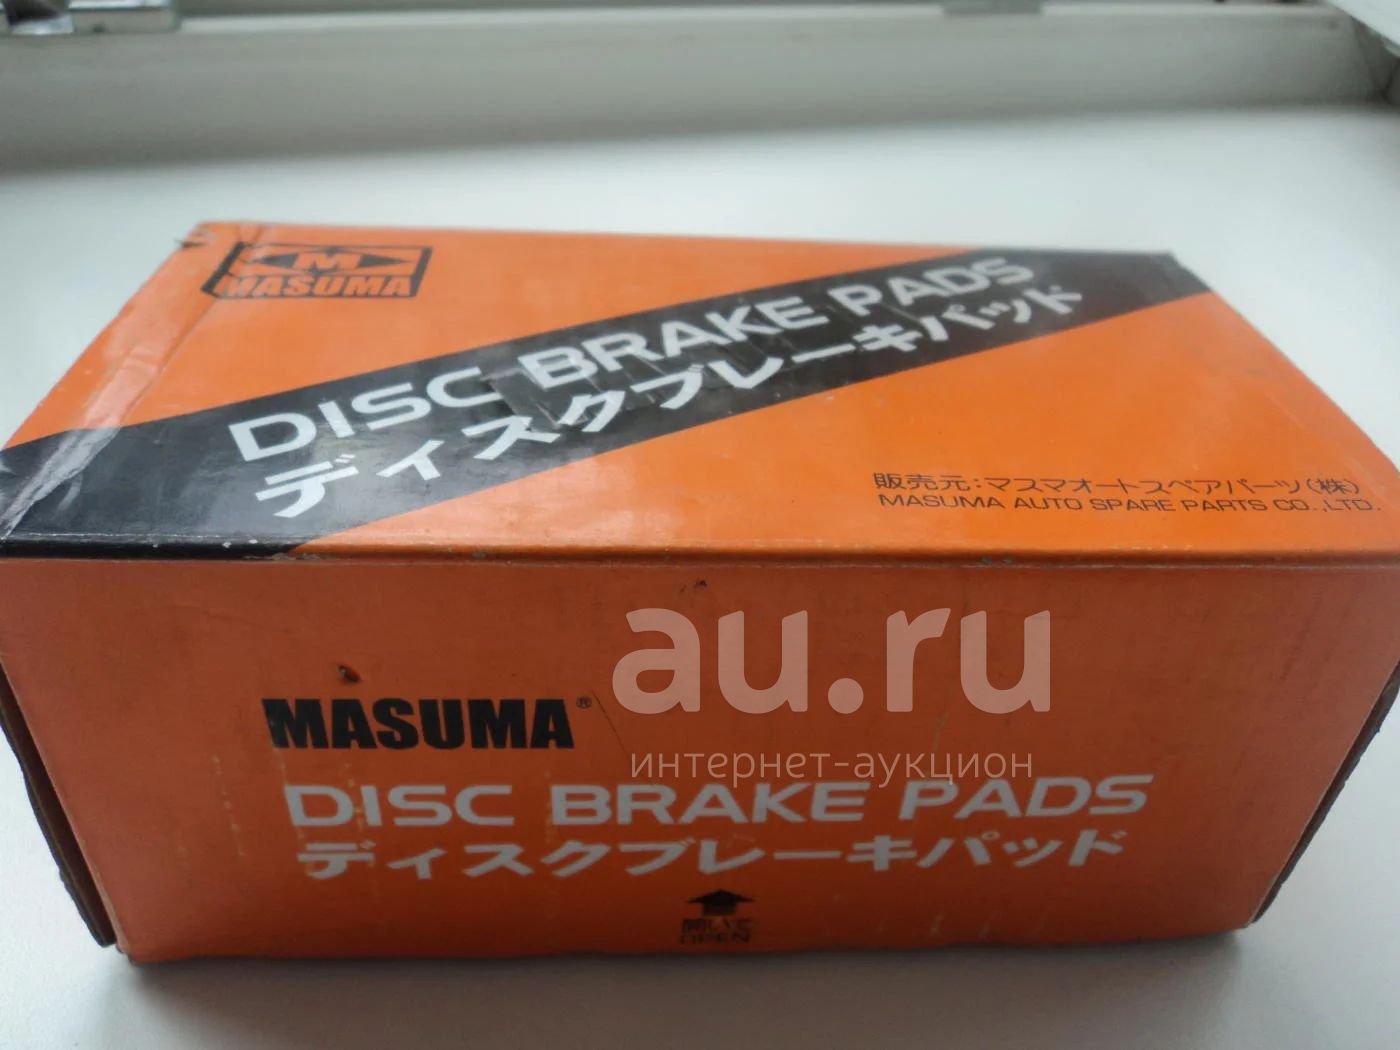 M
MASUMA
DISC BRAKE PADS
ディスクブレーキパッド
販売元:マスマオートスペアパーツ(株)
MASUMA AUTO SPARE PARTS CO.,LTD.
au.ru
интернет-аукцион
MASUMA®
DISC BRAKE PADS
ディスクブレーキパッド
開いて
OPEN